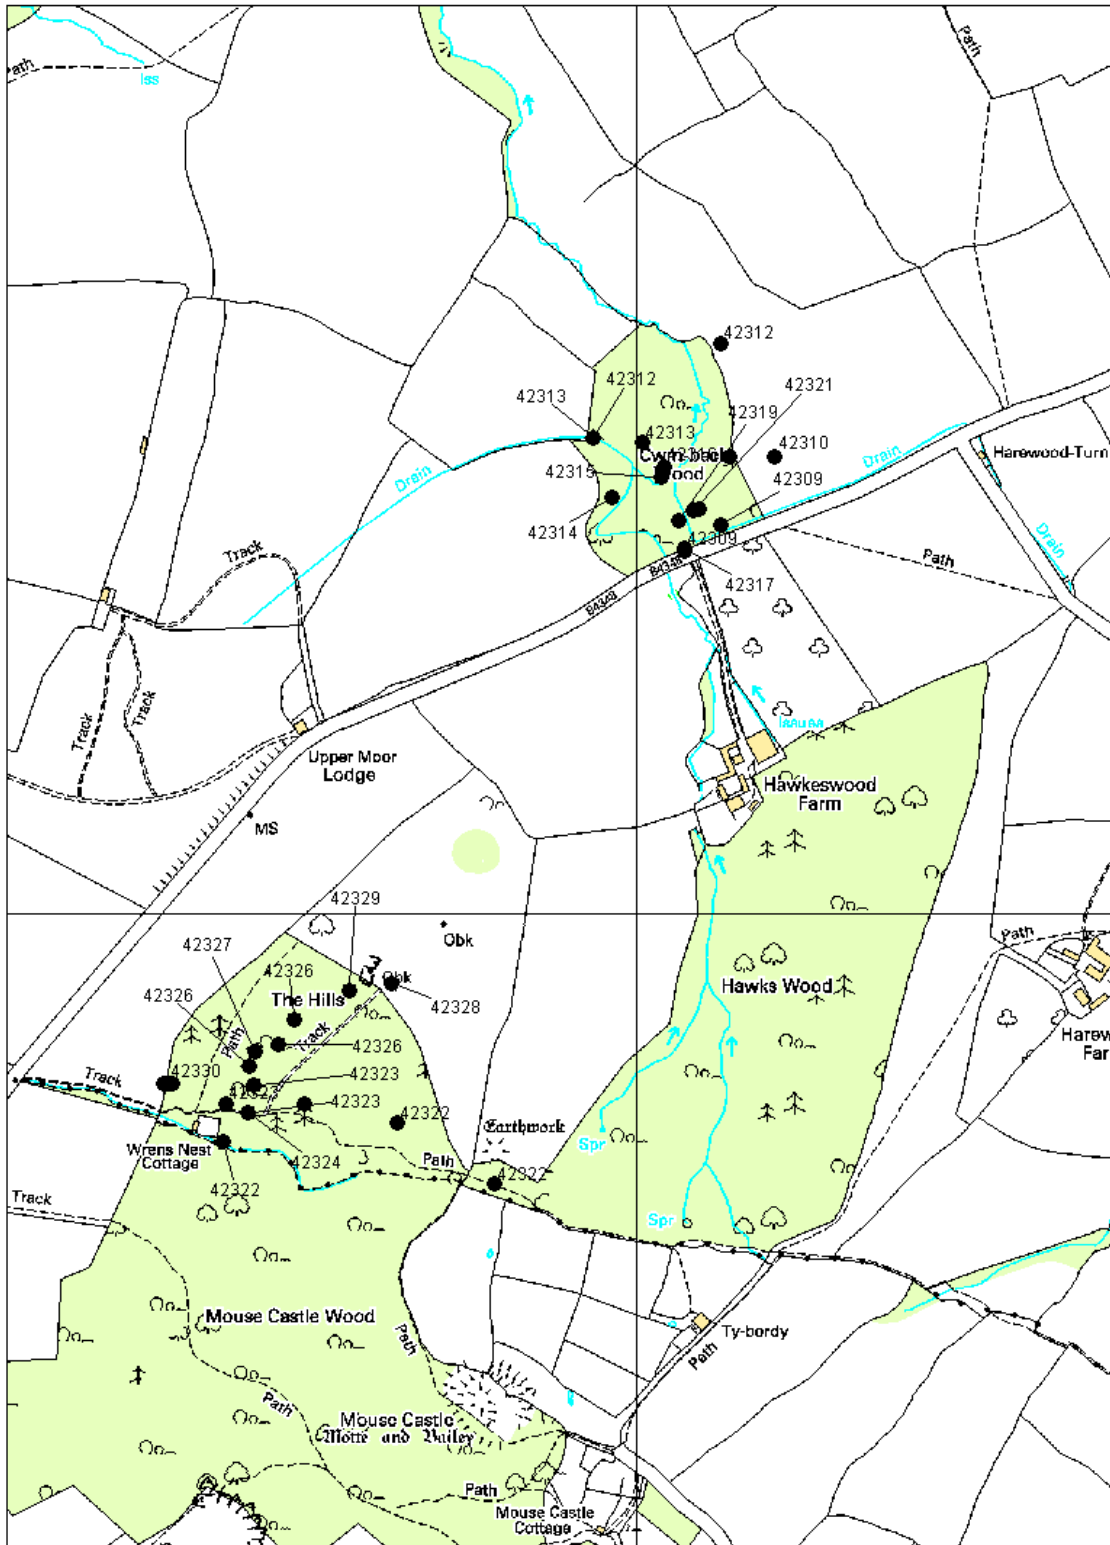 Path
Iss
Path
42312
42312
42313
42321
42319
42313
42310
Cwm-bach
Wood
42315
Drain
Drain
Harewood-Turn
42309
42314
42309
Drain
Track
Path
B4348
42317
B4348
Track
Track
Issues
Upper Moor
Lodge
Hawkeswood
Farm
MS
42329
Obk
42327
42326
Path
Obk
42326
The Hills
42328
Hawks Wood
Path
Track
42326
Harew
Far
Track
42330
42323
42323
42323
42322
Earthwork
Wrens Nest
Cottage
Spr
42324
Path
42322
42322
Track
Spr
Mouse Castle Wood
Path
Ty-bordy
Path
Path
Mouse Castle
Motte and Bailey
Path
Mouse Castle
Cottage